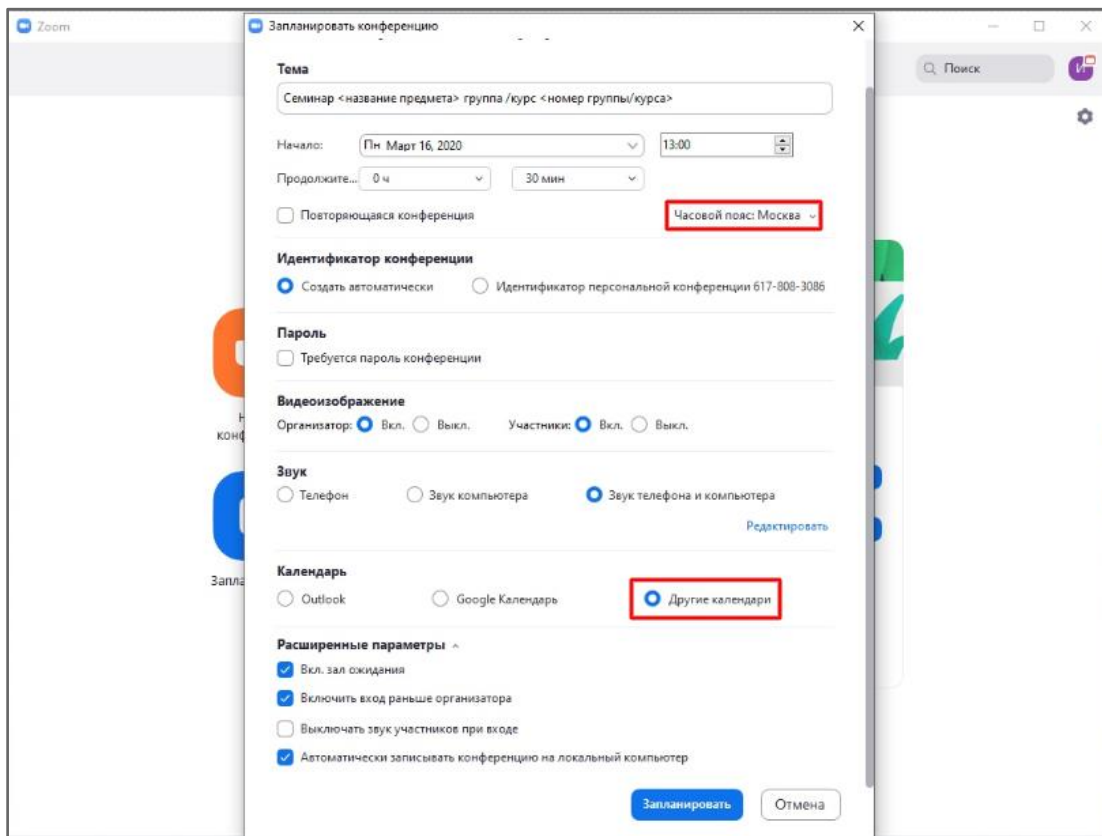 Zoom
Запланировать конференцию
Поиск
И
Тема
Семинар <название предмета> группа /курс <номер группы/курса>
Начало: Пн Март 16, 2020 13:00
Продолжите... 0 ч 30 мин
Повторяющаяся конференция Часовой пояс: Москва
Идентификатор конференции
Создать автоматически Идентификатор персональной конференции 617-808-3086
Пароль
Требуется пароль конференции
Видеоизображение
Организатор: Вкл. Выкл. Участники: Вкл. Выкл.
Звук
Телефон Звук компьютера Звук телефона и компьютера
Редактировать
Календарь
Outlook Google Календарь Другие календари
Расширенные параметры
Вкл. зал ожидания
Включить вход раньше организатора
Выключать звук участников при входе
Автоматически записывать конференцию на локальный компьютер
Запланировать Отмена